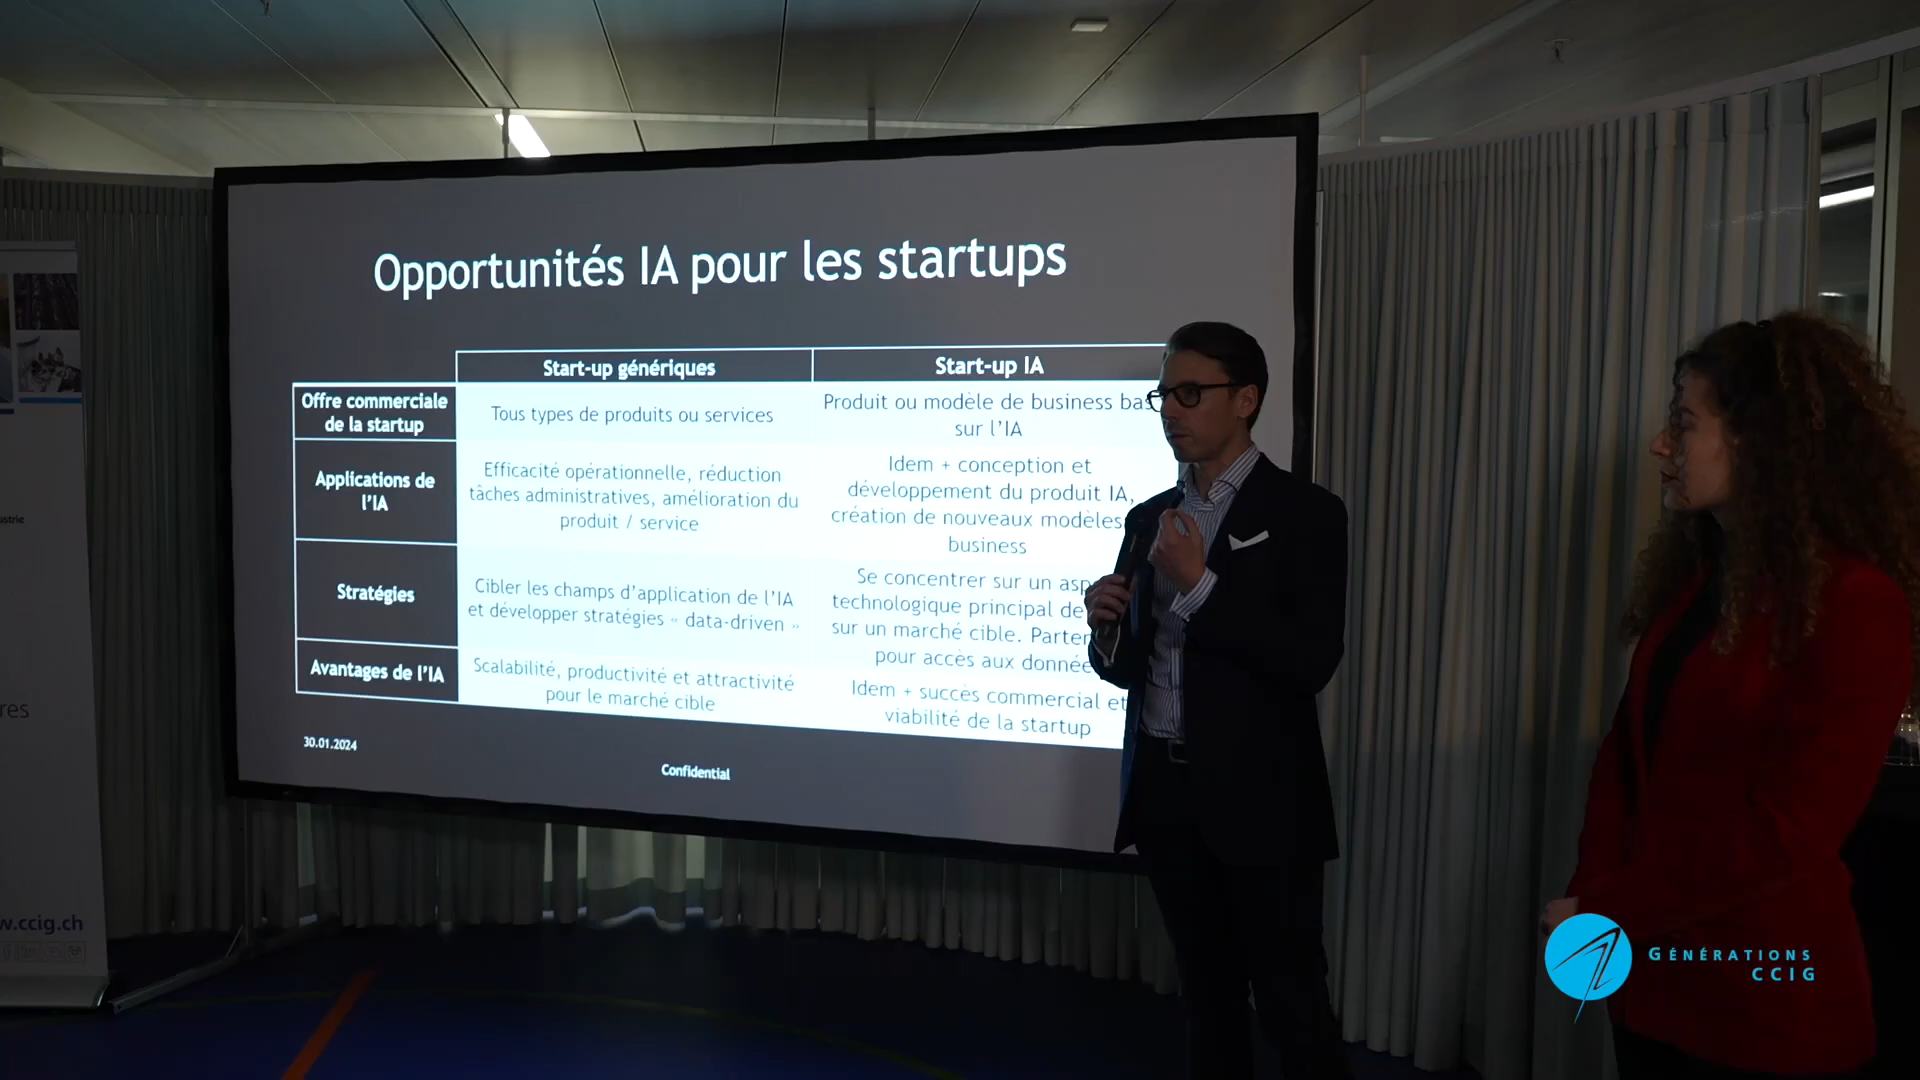 Opportunités IA pour les startups
Start-up génériques
Start-up IA
Offre commerciale
de la startup
Tous types de produits ou services
Produit ou modèle de business
sur l'IA
Applications de
l'IA
Efficacité opérationnelle, réduction
tâches administratives, amélioration du
produit / service
Idem + conception et
développement du produit IA,
création de nouveaux modèles
business
Stratégies
Cibler les champs d'application de l'IA
et développer stratégies « data-driven »
Se concentrer sur un
technologique principal de
sur un marché cible.
pour accès aux
Avantages de l'IA
Scalabilité, productivité et attractivité
pour le marché cible
Idem + succès commercial et
viabilité de la startup
30.01.2024
Confidential
ustrie
res
w.ccig.ch
GÉNÉRATIONS
CCIG